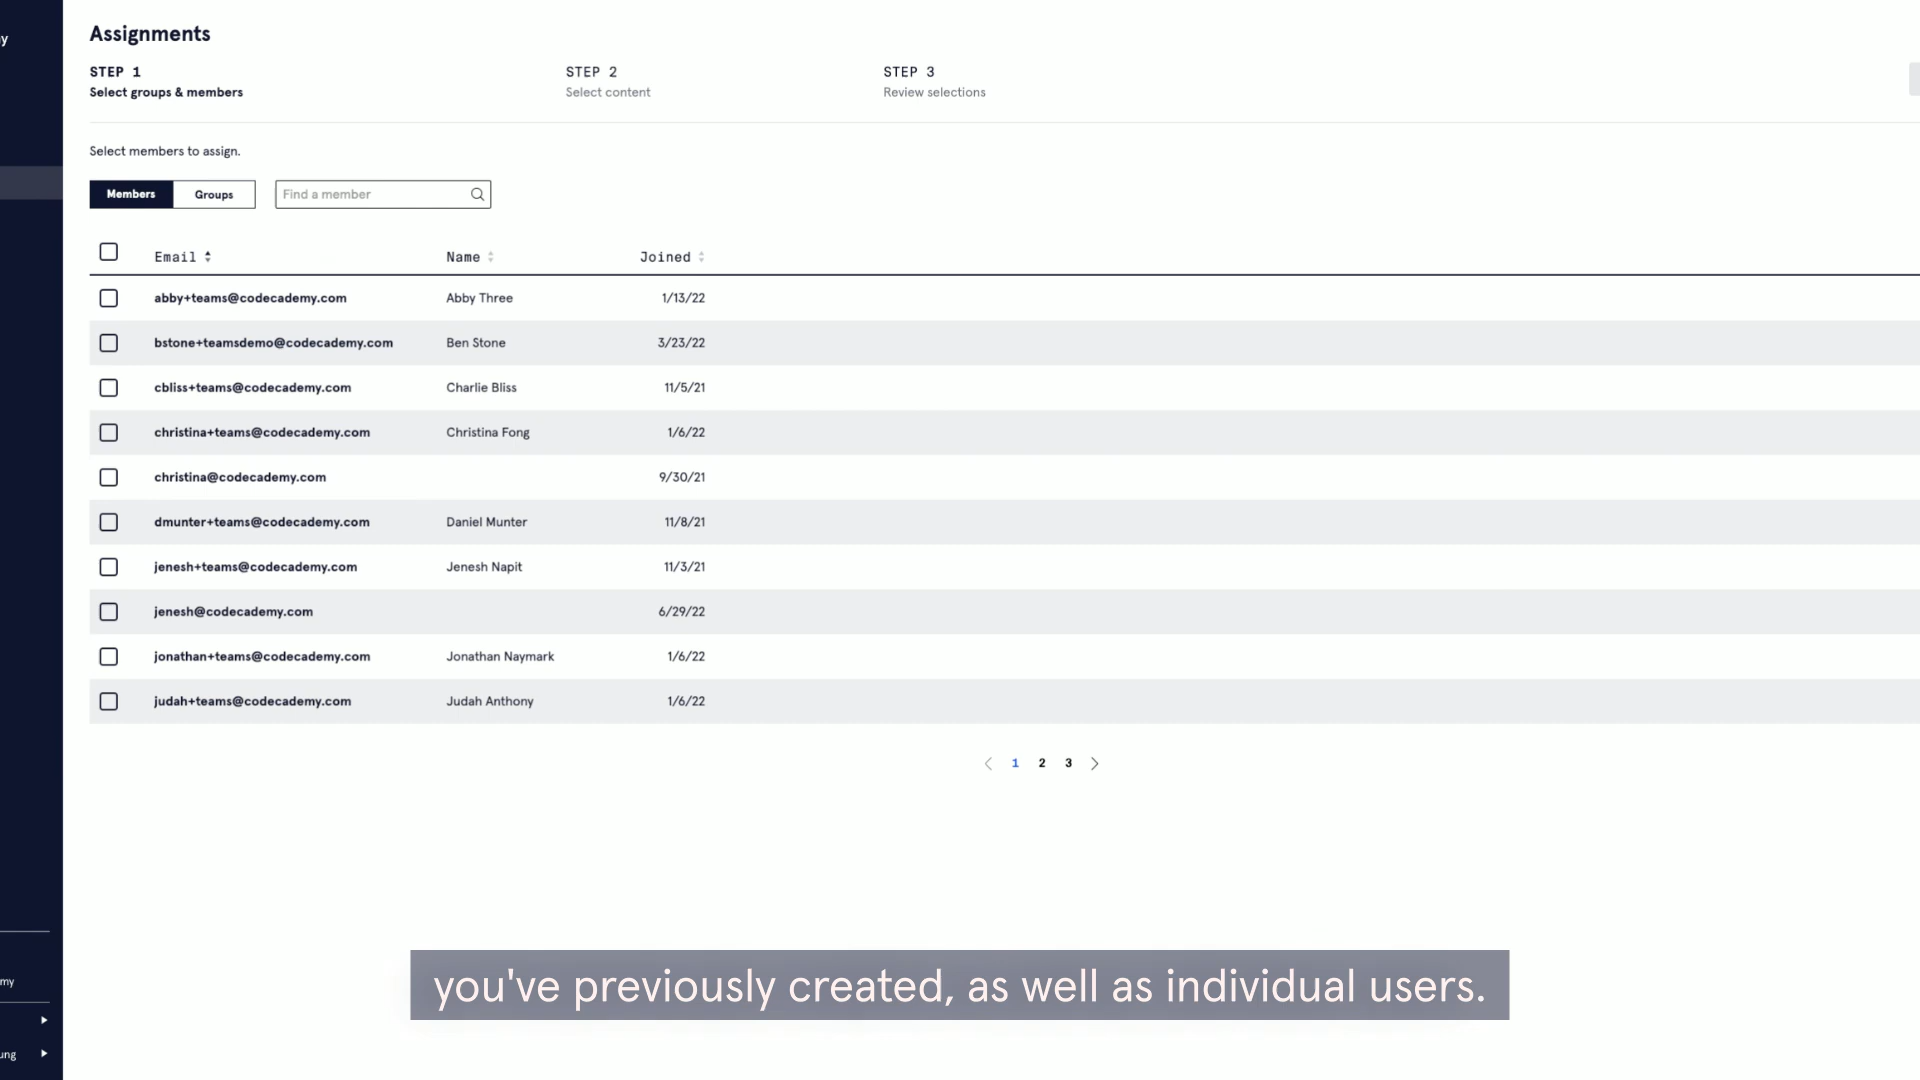 Assignments
STEP 1
Select groups & members
STEP 2
Select content
STEP 3
Review selections
Select members to assign.
Members
Groups
Find a member
Email Name Joined
abby+teams@codecademy.com Abby Three 1/13/22
bstone+teamsdemo@codecademy.com Ben Stone 3/23/22
cbliss+teams@codecademy.com Charlie Bliss 11/5/21
christina+teams@codecademy.com Christina Fong 1/6/22
christina@codecademy.com 9/30/21
dmunter+teams@codecademy.com Daniel Munter 11/8/21
jenesh+teams@codecademy.com Jenesh Napit 11/3/21
jenesh@codecademy.com 6/29/22
jonathan+teams@codecademy.com Jonathan Naymark 1/6/22
judah+teams@codecademy.com Judah Anthony 1/6/22
1 2 3
you've previously created, as well as individual users.